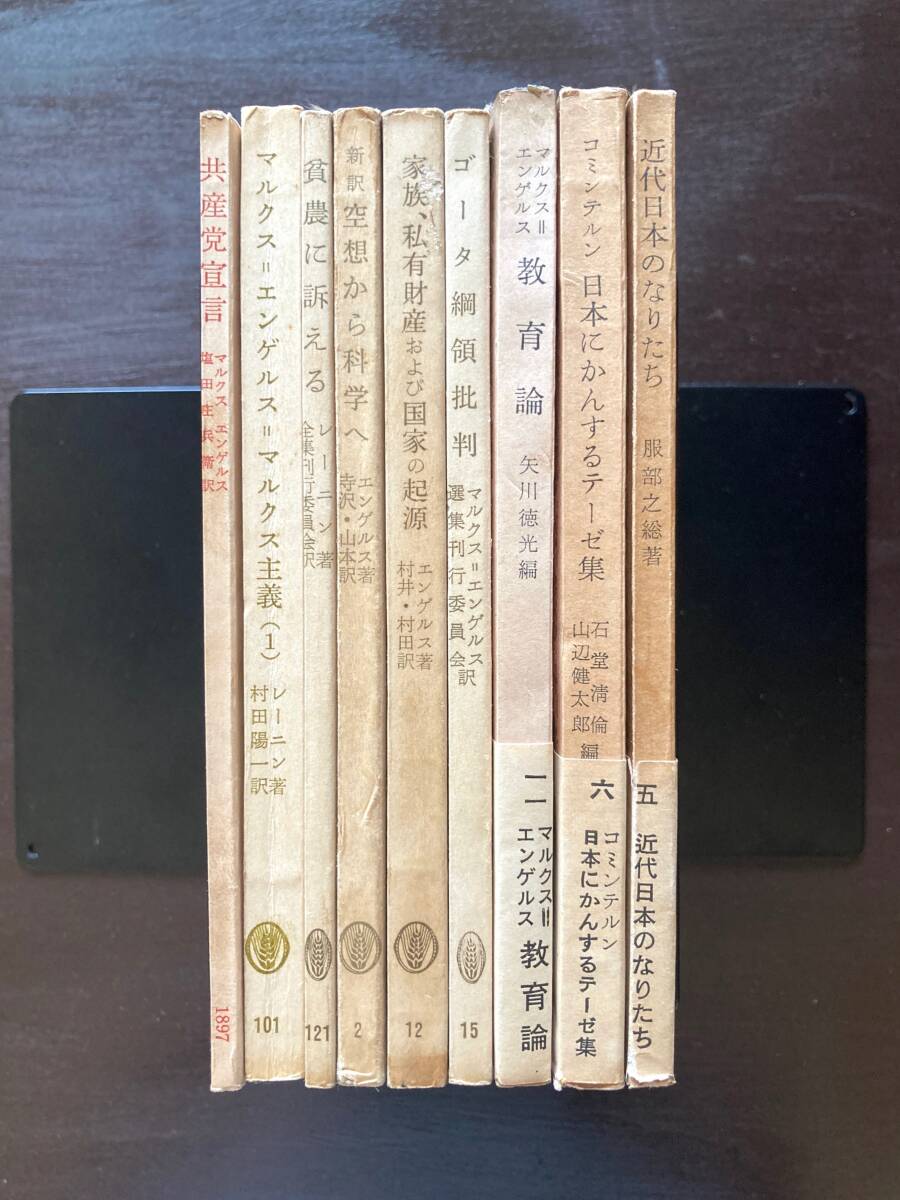 共産党宣言
マルクス エンゲルス
塩田庄兵衛訳
1897
マルクス=エンゲルス=マルクス主義(1)
レーニン著
村田陽一訳
101
貧農に訴える
レーニン著
全集刊行委員会訳
121
新訳
空想から科学へ
エンゲルス著
寺沢・山本訳
2
家族、私有財産および国家の起源
エンゲルス著
村井・村田訳
12
ゴータ綱領批判
マルクス=エンゲルス
選集刊行委員会訳
15
マルクス=
エンゲルス
教育論
矢川徳光編
一一
マルクス=
エンゲルス
教育論
コミンテルン
日本にかんするテーゼ集
石堂淸倫
山辺健太郎
編
六
コミンテルン
日本にかんするテーゼ集
近代日本のなりたち
服部之総著
五
近代日本のなりたち